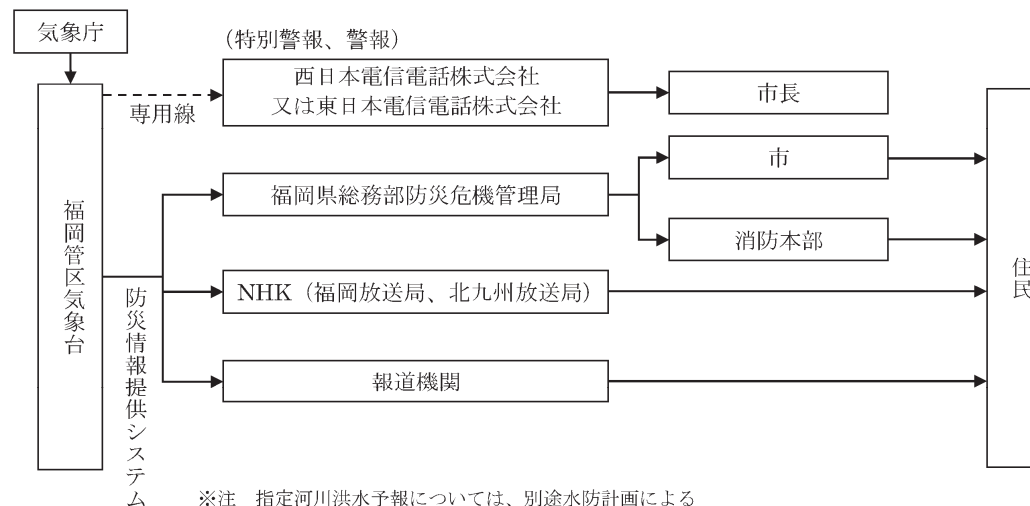 気象庁
(特別警報、警報)
西日本電信電話株式会社
又は東日本電信電話株式会社
市長
専用線
市
福岡県総務部防災危機管理局
消防本部
福岡管区気象台
住民
NHK（福岡放送局、北九州放送局）
防災情報提供システム
報道機関
※注　指定河川洪水予報については、別途水防計画による